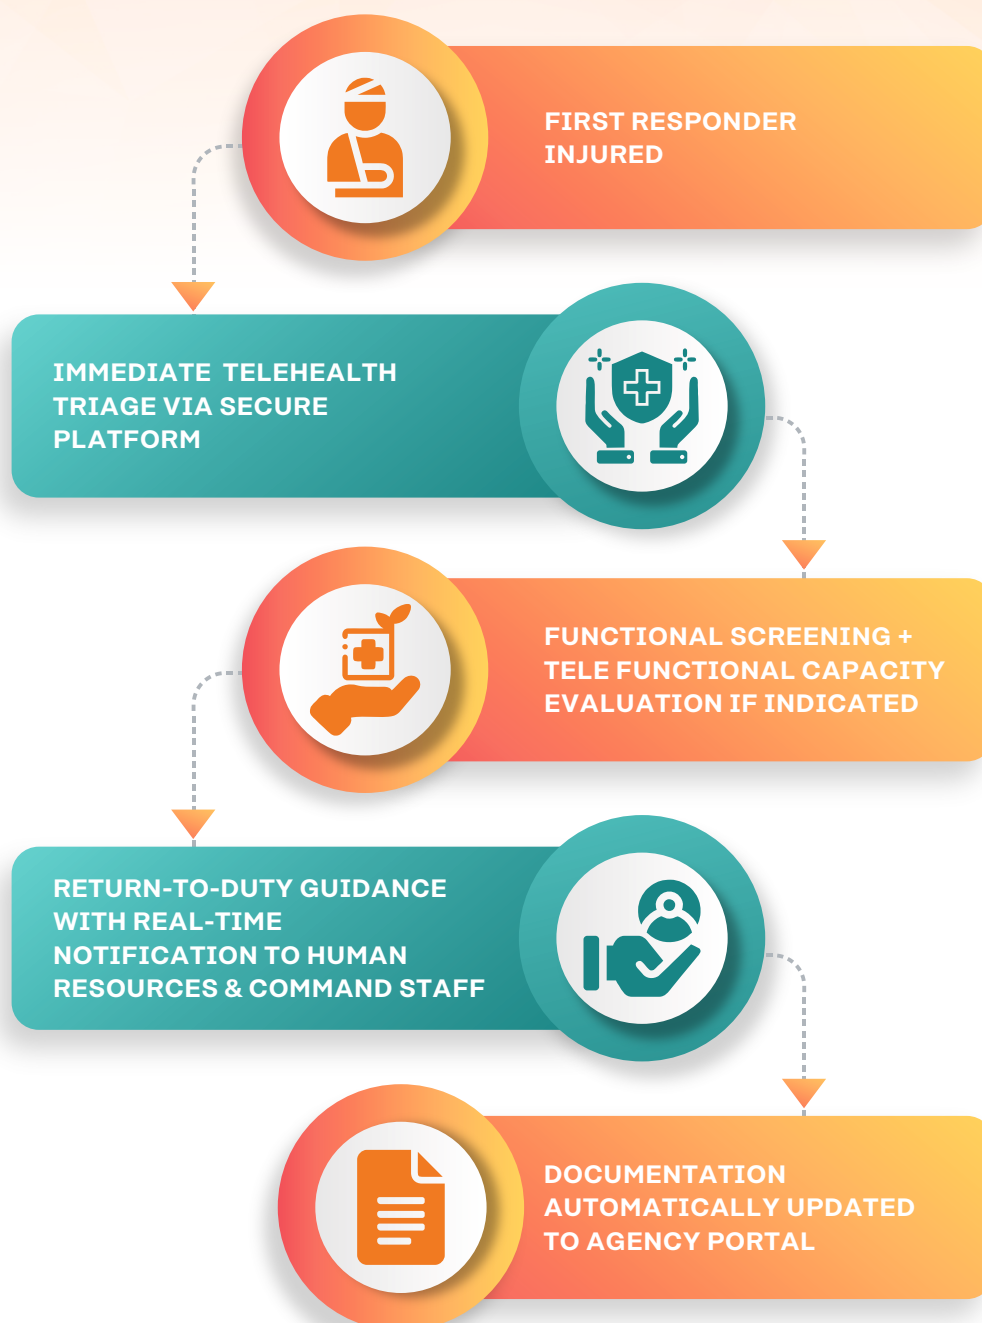 FIRST RESPONDER
INJURED
IMMEDIATE TELEHEALTH
TRIAGE VIA SECURE
PLATFORM
FUNCTIONAL SCREENING +
TELE FUNCTIONAL CAPACITY
EVALUATION IF INDICATED
RETURN-TO-DUTY GUIDANCE
WITH REAL-TIME
NOTIFICATION TO HUMAN
RESOURCES & COMMAND STAFF
DOCUMENTATION
AUTOMATICALLY UPDATED
TO AGENCY PORTAL